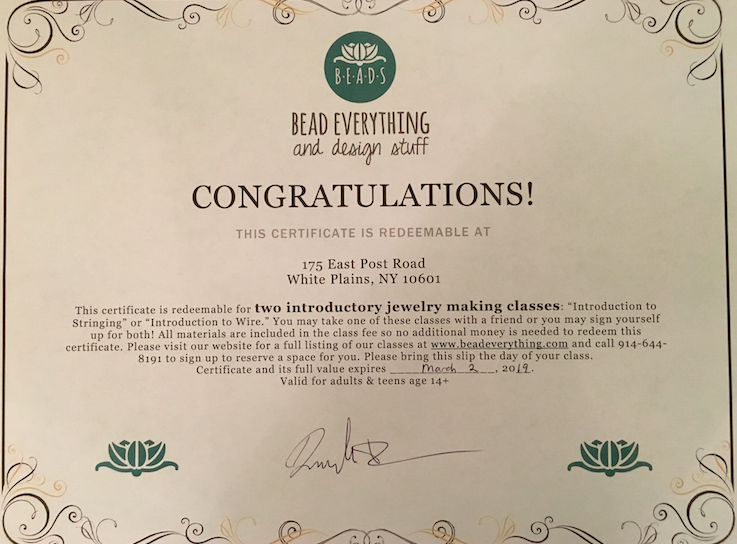 B·E·A·D·S
BEAD EVERYTHING
and design stuff
CONGRATULATIONS!
THIS CERTIFICATE IS REDEEMABLE AT
175 East Post Road
White Plains, NY 10601
This certificate is redeemable for two introductory jewelry making classes: “Introduction to
Stringing” or “Introduction to Wire.” You may take one of these classes with a friend or you may sign yourself
up for both! All materials are included in the class fee so no additional money is needed to redeem this
certificate. Please visit our website for a full listing of our classes at www.beadeverything.com and call 914-644-
8191 to sign up to reserve a space for you. Please bring this slip the day of your class.
Certificate and its full value expires March 2, 2019.
Valid for adults & teens age 14+